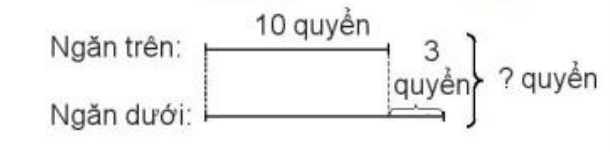 10 quyển
Ngăn trên:
3
quyển
? quyển
Ngăn dưới: